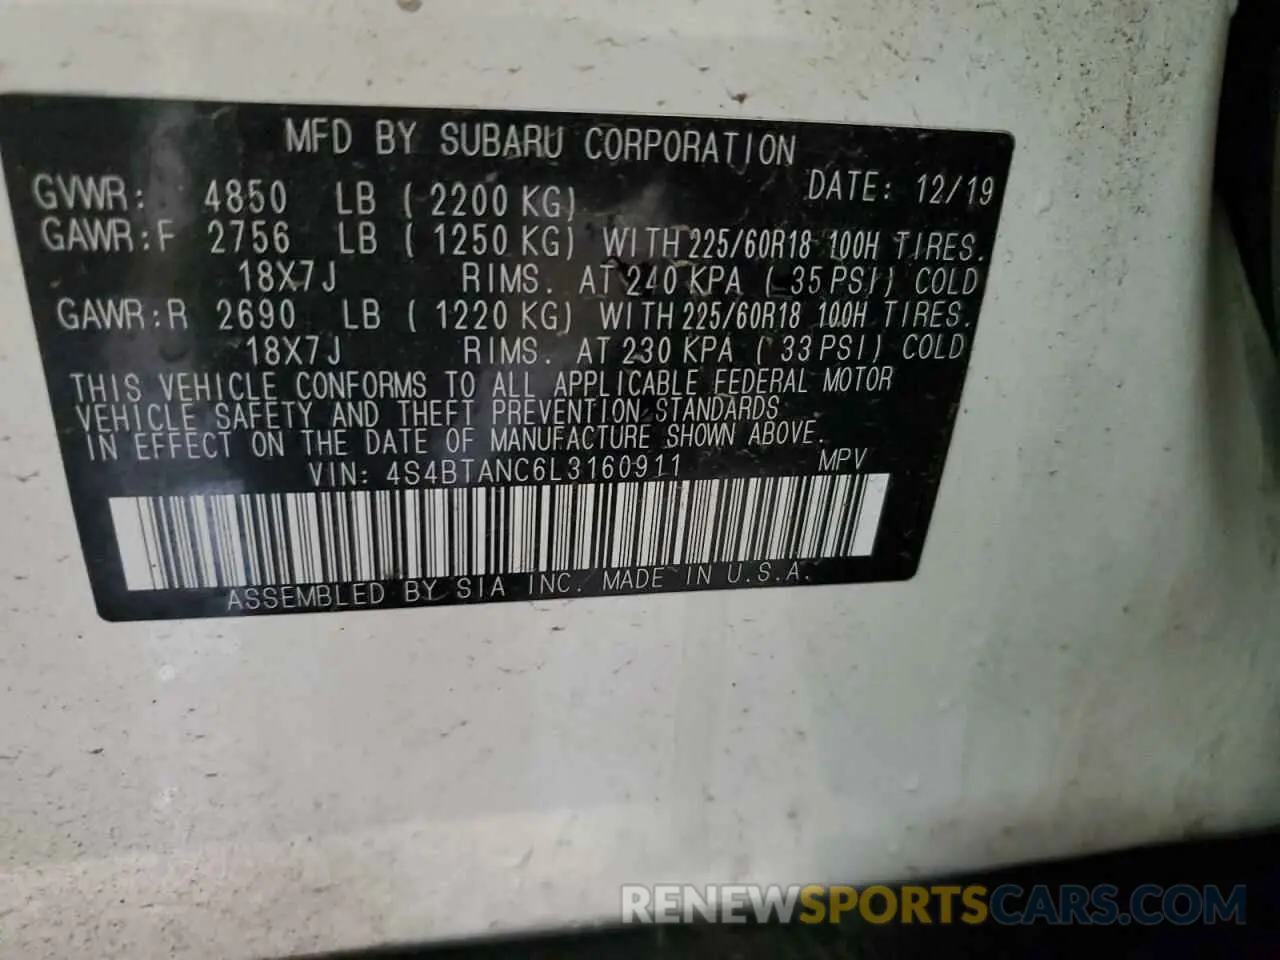 MFD BY SUBARU CORPORATION
GVWR: 4850 LB ( 2200 KG) DATE: 12/19
GAWR:F 2756 LB ( 1250 KG) WITH 225/60R18 100H TIRES.
18X7J RIMS. AT 240 KPA ( 35 PSI) COLD
GAWR:R 2690 LB ( 1220 KG) WITH 225/60R18 100H TIRES.
18X7J RIMS. AT 230 KPA ( 33 PSI) COLD
THIS VEHICLE CONFORMS TO ALL APPLICABLE FEDERAL MOTOR
VEHICLE SAFETY AND THEFT PREVENTION STANDARDS
IN EFFECT ON THE DATE OF MANUFACTURE SHOWN ABOVE.
VIN: 4S4BTANC6L3160911 MPV
ASSEMBLED BY SIA INC. MADE IN U.S.A.
RENEWSPORTSCARS.COM